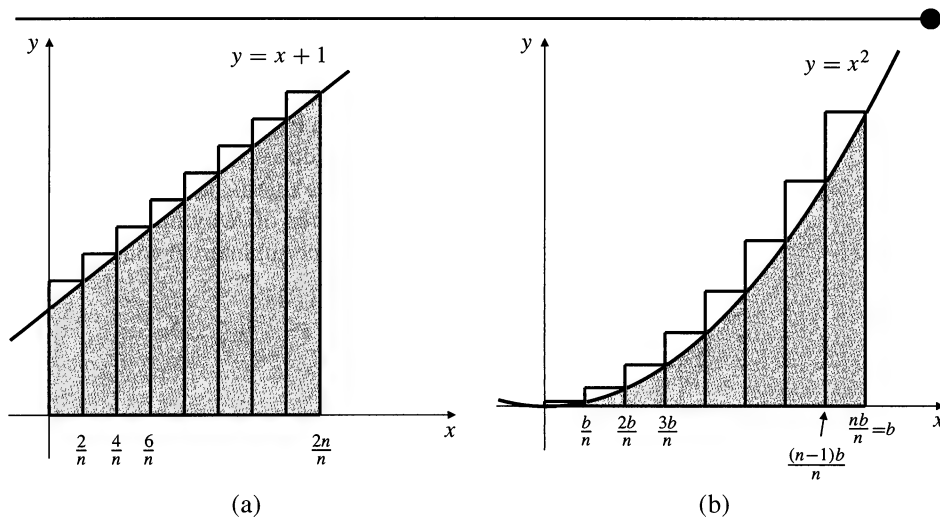 y
y = x + 1
x
2/n 4/n 6/n 2n/n
(a)
y
y = x²
x
b/n 2b/n 3b/n nb/n = b
(n−1)b/n
(b)